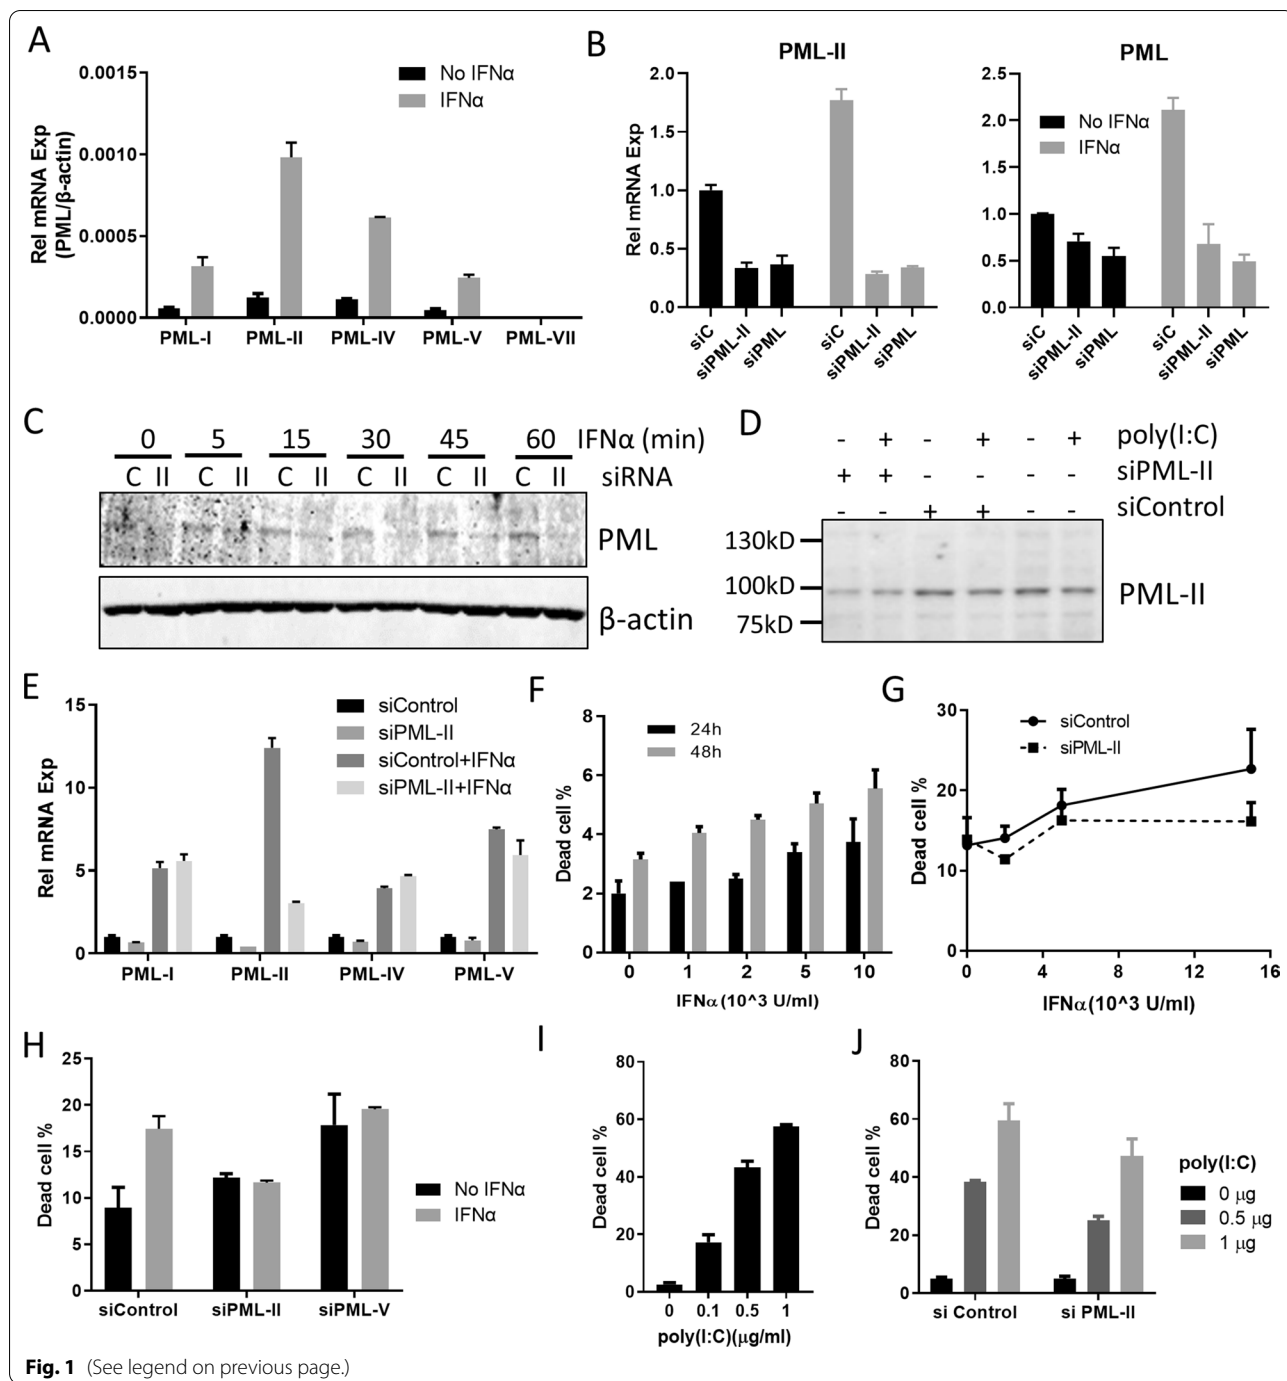 A
0.0015
0.0010
0.0005
0.0000
Rel mRNA Exp
(PML/β-actin)
No IFNα
IFNα
PML-I PML-II PML-IV PML-V PML-VII
B
PML-II
2.0
1.5
1.0
0.5
0.0
Rel mRNA Exp
siC siPML-II siPML siC siPML-II siPML
PML
2.5
2.0
1.5
1.0
0.5
0.0
No IFNα
IFNα
siC siPML-II siPML siC siPML-II siPML
C
0 5 15 30 45 60 IFNα (min)
C II C II C II C II C II C II siRNA
PML
β-actin
D
- + - + - + poly(I:C)
+ + - - - - siPML-II
- - + + - - siControl
130kD
100kD
75kD
PML-II
E
15
10
5
0
Rel mRNA Exp
siControl
siPML-II
siControl+IFNα
siPML-II+IFNα
PML-I PML-II PML-IV PML-V
F
8
6
4
2
0
Dead cell %
24h
48h
0 1 2 5 10
IFNα(10^3 U/ml)
G
30
20
10
0
Dead cell %
siControl
siPML-II
0 4 8 12 16
IFNα(10^3 U/ml)
H
25
20
15
10
5
0
Dead cell %
No IFNα
IFNα
siControl siPML-II siPML-V
I
80
60
40
20
0
Dead cell %
0 0.1 0.5 1
poly(I:C)(μg/ml)
J
80
60
40
20
0
Dead cell %
poly(I:C)
0 μg
0.5 μg
1 μg
si Control si PML-II
Fig. 1 (See legend on previous page.)